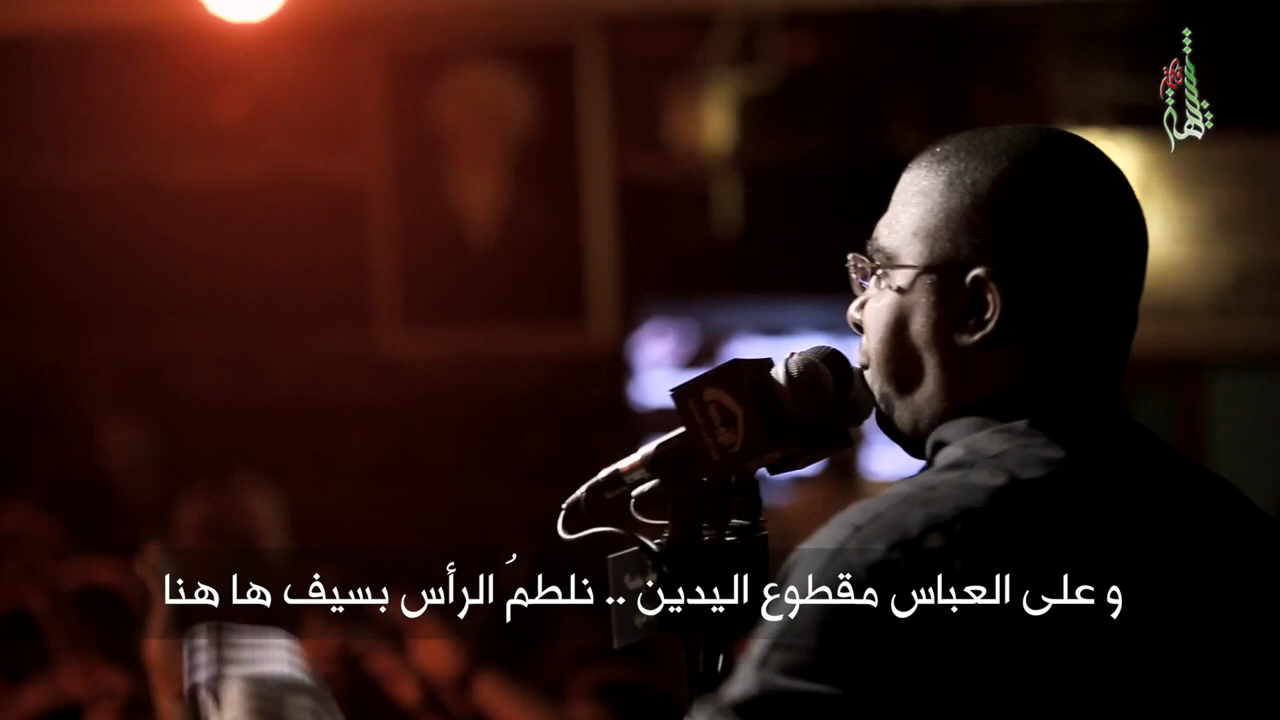 و على العباس مقطوع اليدين .. نلطمُ الرأس بسيف ها هنا